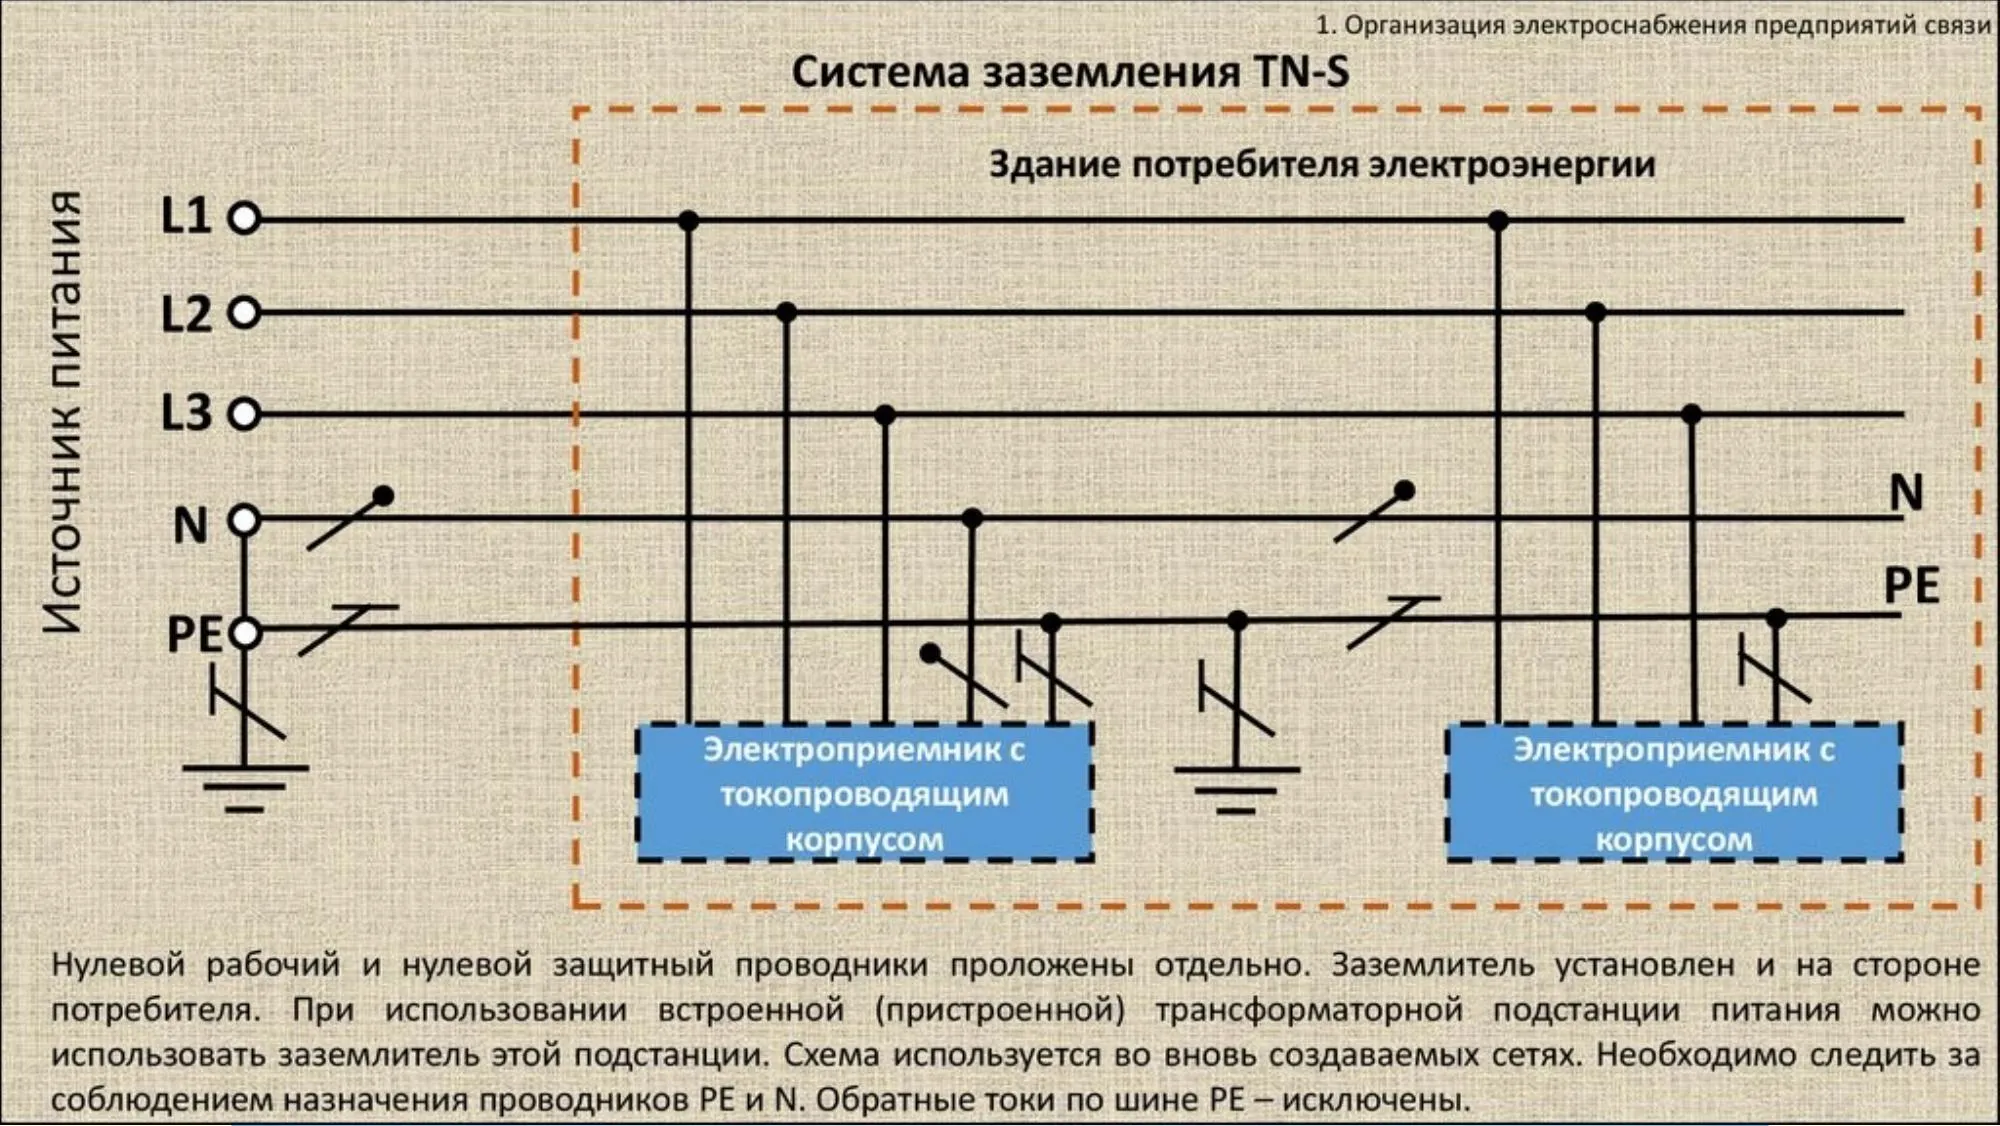 1. Организация электроснабжения предприятий связи
Система заземления TN-S
Здание потребителя электроэнергии
Источник питания
L1
L2
L3
N
N
PE
PE
Электроприемник с
токопроводящим
корпусом
Электроприемник с
токопроводящим
корпусом
Нулевой рабочий и нулевой защитный проводники проложены отдельно. Заземлитель установлен и на стороне
потребителя. При использовании встроенной (пристроенной) трансформаторной подстанции питания можно
использовать заземлитель этой подстанции. Схема используется во вновь создаваемых сетях. Необходимо следить за
соблюдением назначения проводников PE и N. Обратные токи по шине PE – исключены.